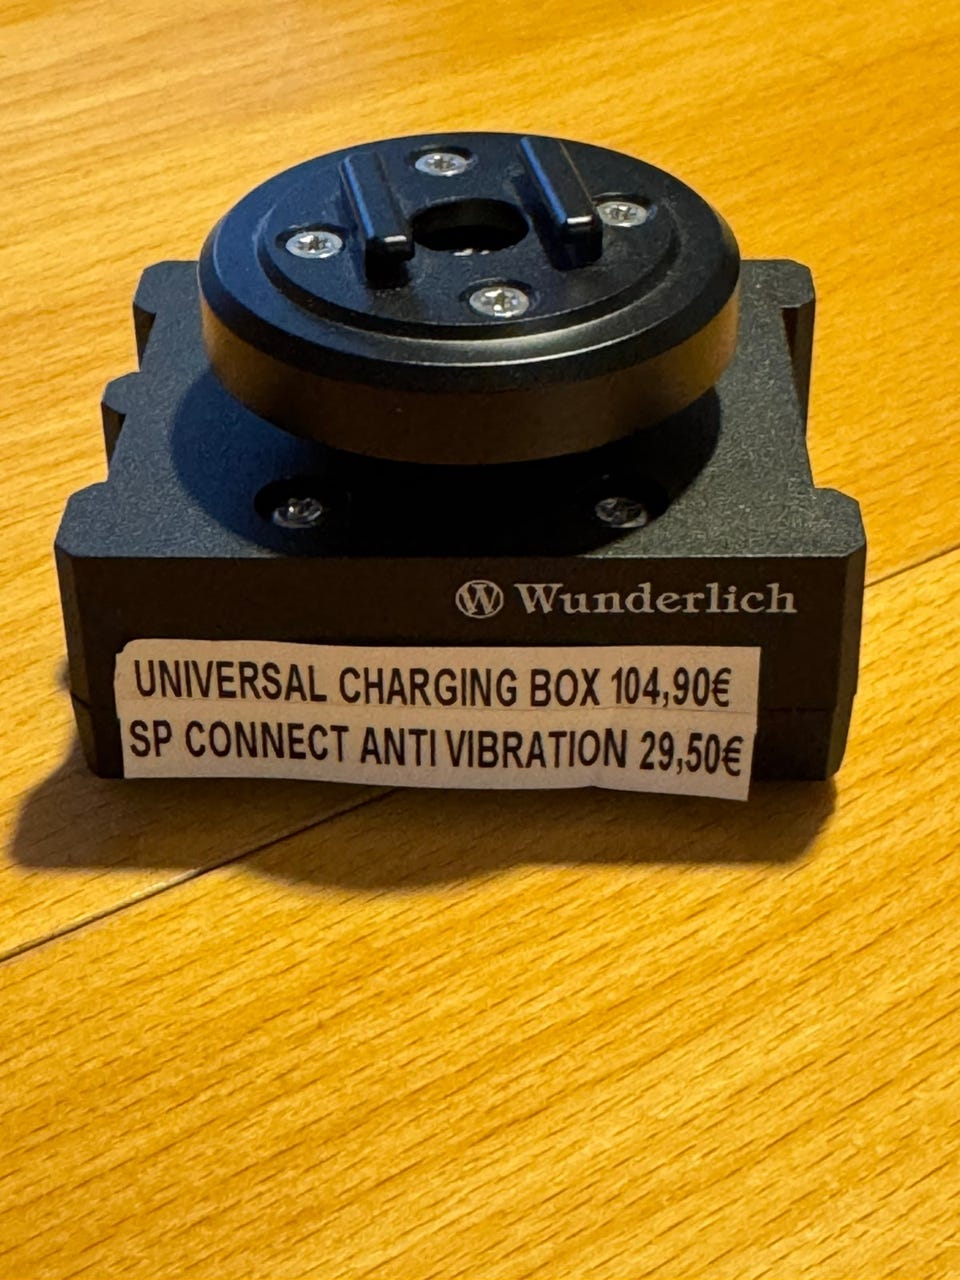 Wunderlich
UNIVERSAL CHARGING BOX 104,90€
SP CONNECT ANTI VIBRATION 29,50€